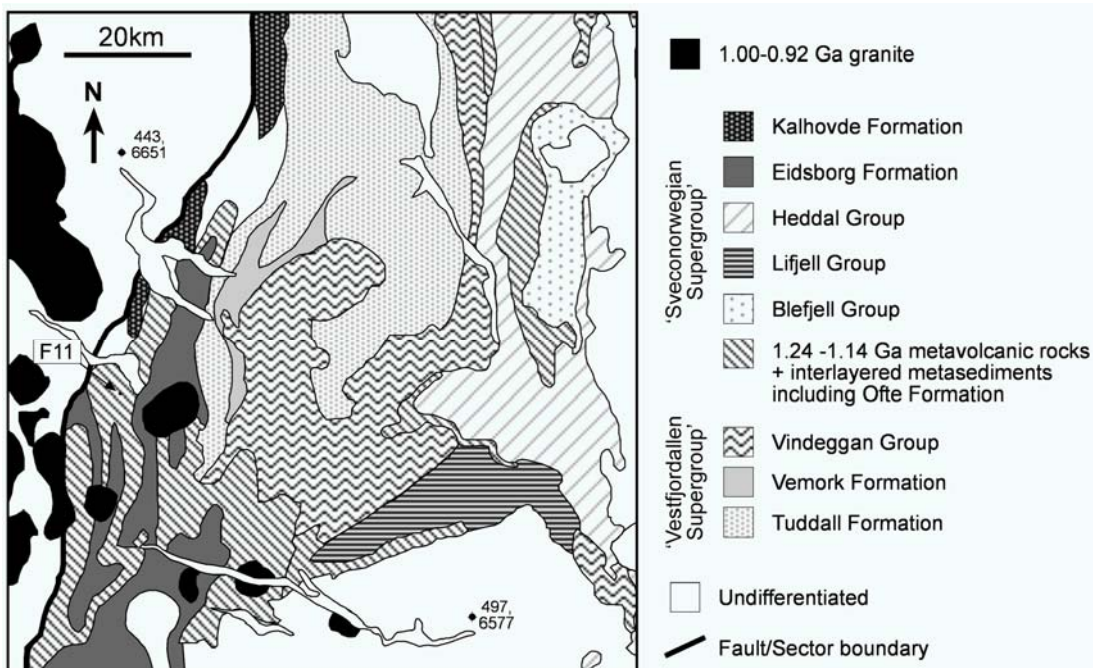 20km
N
443,
6651
F11
497,
6577
1.00-0.92 Ga granite
'Sveconorwegian
Supergroup'
Kalhovde Formation
Eidsborg Formation
Heddal Group
Lifjell Group
Blefjell Group
1.24 -1.14 Ga metavolcanic rocks
+ interlayered metasediments
including Ofte Formation
'Vestfjordallen
Supergroup'
Vindeggan Group
Vemork Formation
Tuddall Formation
Undifferentiated
Fault/Sector boundary